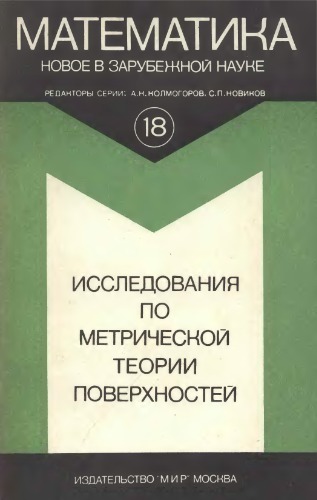 МАТЕМАТИКА
НОВОЕ В ЗАРУБЕЖНОЙ НАУКЕ
РЕДАКТОРЫ СЕРИИ: А.Н.КОЛМОГОРОВ, С.П.НОВИКОВ
18
ИССЛЕДОВАНИЯ
ПО
МЕТРИЧЕСКОЙ
ТЕОРИИ
ПОВЕРХНОСТЕЙ
ИЗДАТЕЛЬСТВО "МИР" МОСКВА